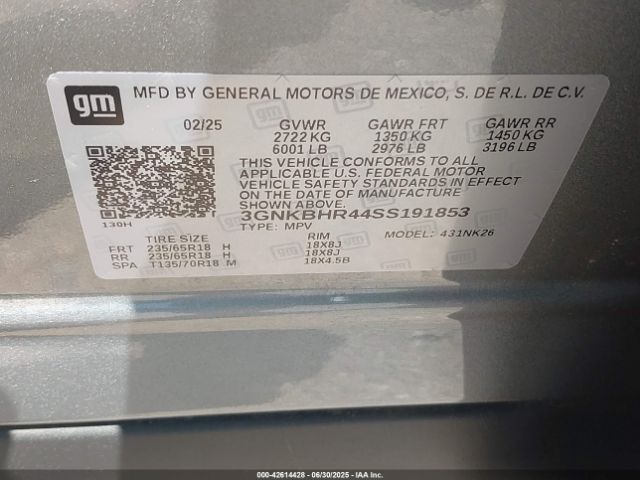 gm
MFD BY GENERAL MOTORS DE MEXICO, S. DE R.L. DE C.V.
02/25 GVWR GAWR FRT GAWR RR
2722 KG 1350 KG 1450 KG
6001 LB 2976 LB 3196 LB
THIS VEHICLE CONFORMS TO ALL
APPLICABLE U.S. FEDERAL MOTOR
VEHICLE SAFETY STANDARDS IN EFFECT
ON THE DATE OF MANUFACTURE
SHOWN ABOVE.
3GNKBHR44SS191853
130H
TYPE: MPV MODEL: 431NK26
TIRE SIZE RIM
FRT 235/65R18 H 18X8J
RR 235/65R18 H 18X8J
SPA T135/70R18 M 18X4.5B
000-42614428 - 06/30/2025 - IAA Inc.